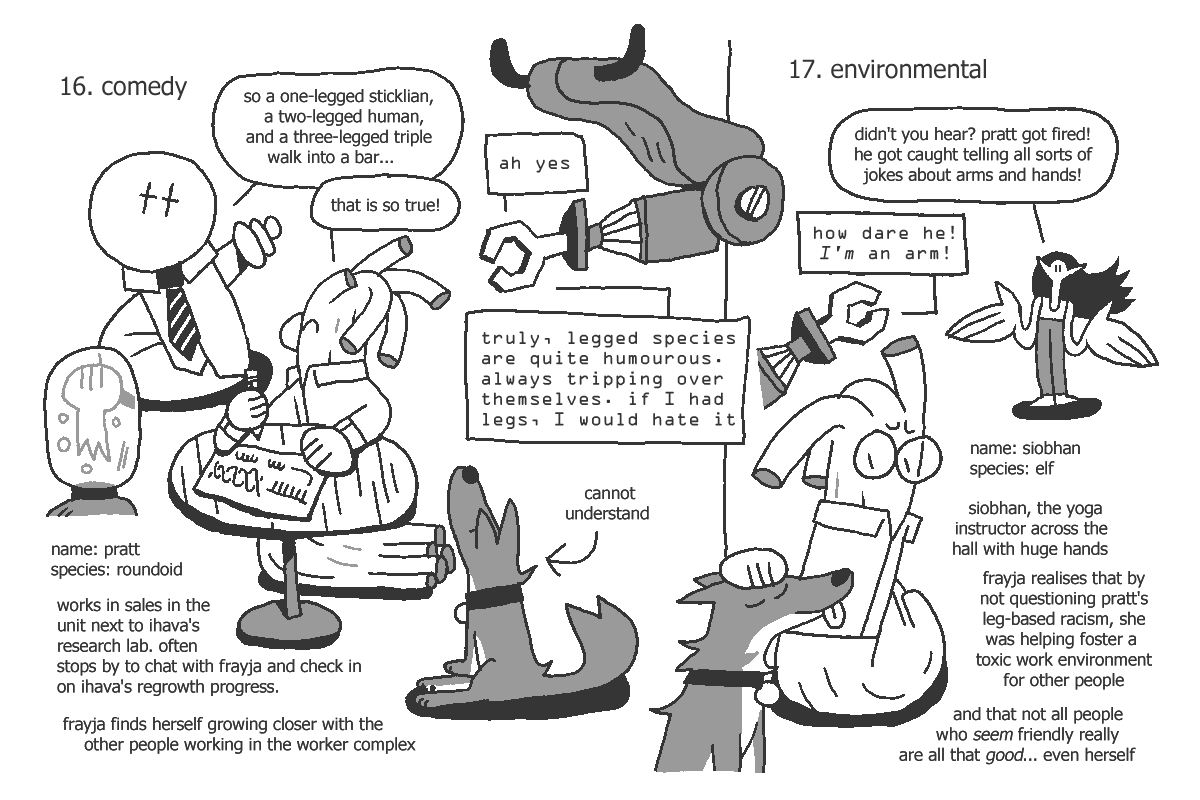 16. comedy
so a one-legged sticklian,
a two-legged human,
and a three-legged triple
walk into a bar...
that is so true!
ah yes
truly, legged species
are quite humourous.
always tripping over
themselves. if I had
legs, I would hate it
cannot
understand
name: pratt
species: roundoid
works in sales in the
unit next to ihava's
research lab. often
stops by to chat with frayja and check in
on ihava's regrowth progress.
frayja finds herself growing closer with the
other people working in the worker complex
17. environmental
didn't you hear? pratt got fired!
he got caught telling all sorts of
jokes about arms and hands!
how dare he!
I'm an arm!
name: siobhan
species: elf
siobhan, the yoga
instructor across the
hall with huge hands
frayja realises that by
not questioning pratt's
leg-based racism, she
was helping foster a
toxic work environment
for other people
and that not all people
who seem friendly really
are all that good... even herself